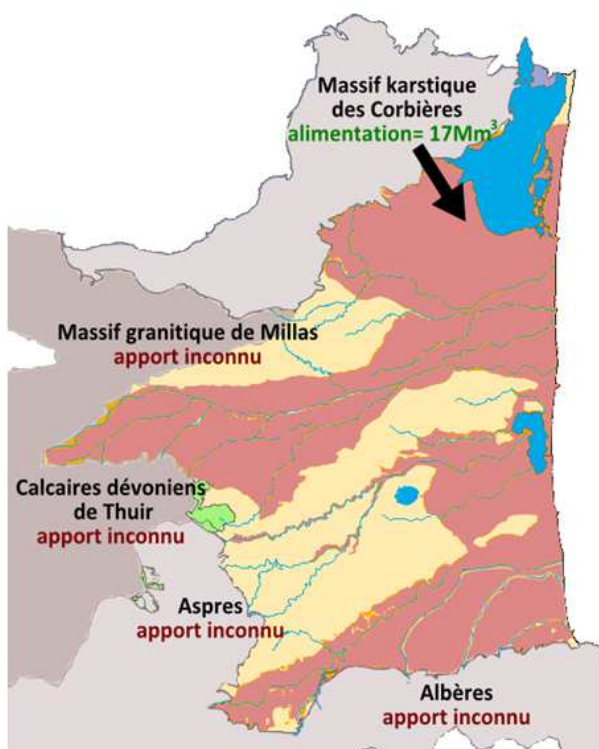 Massif karstique
des Corbières
alimentation= 17Mm³
Massif granitique de Millas
apport inconnu
Calcaires dévoniens
de Thuir
apport inconnu
Aspres
apport inconnu
Albères
apport inconnu